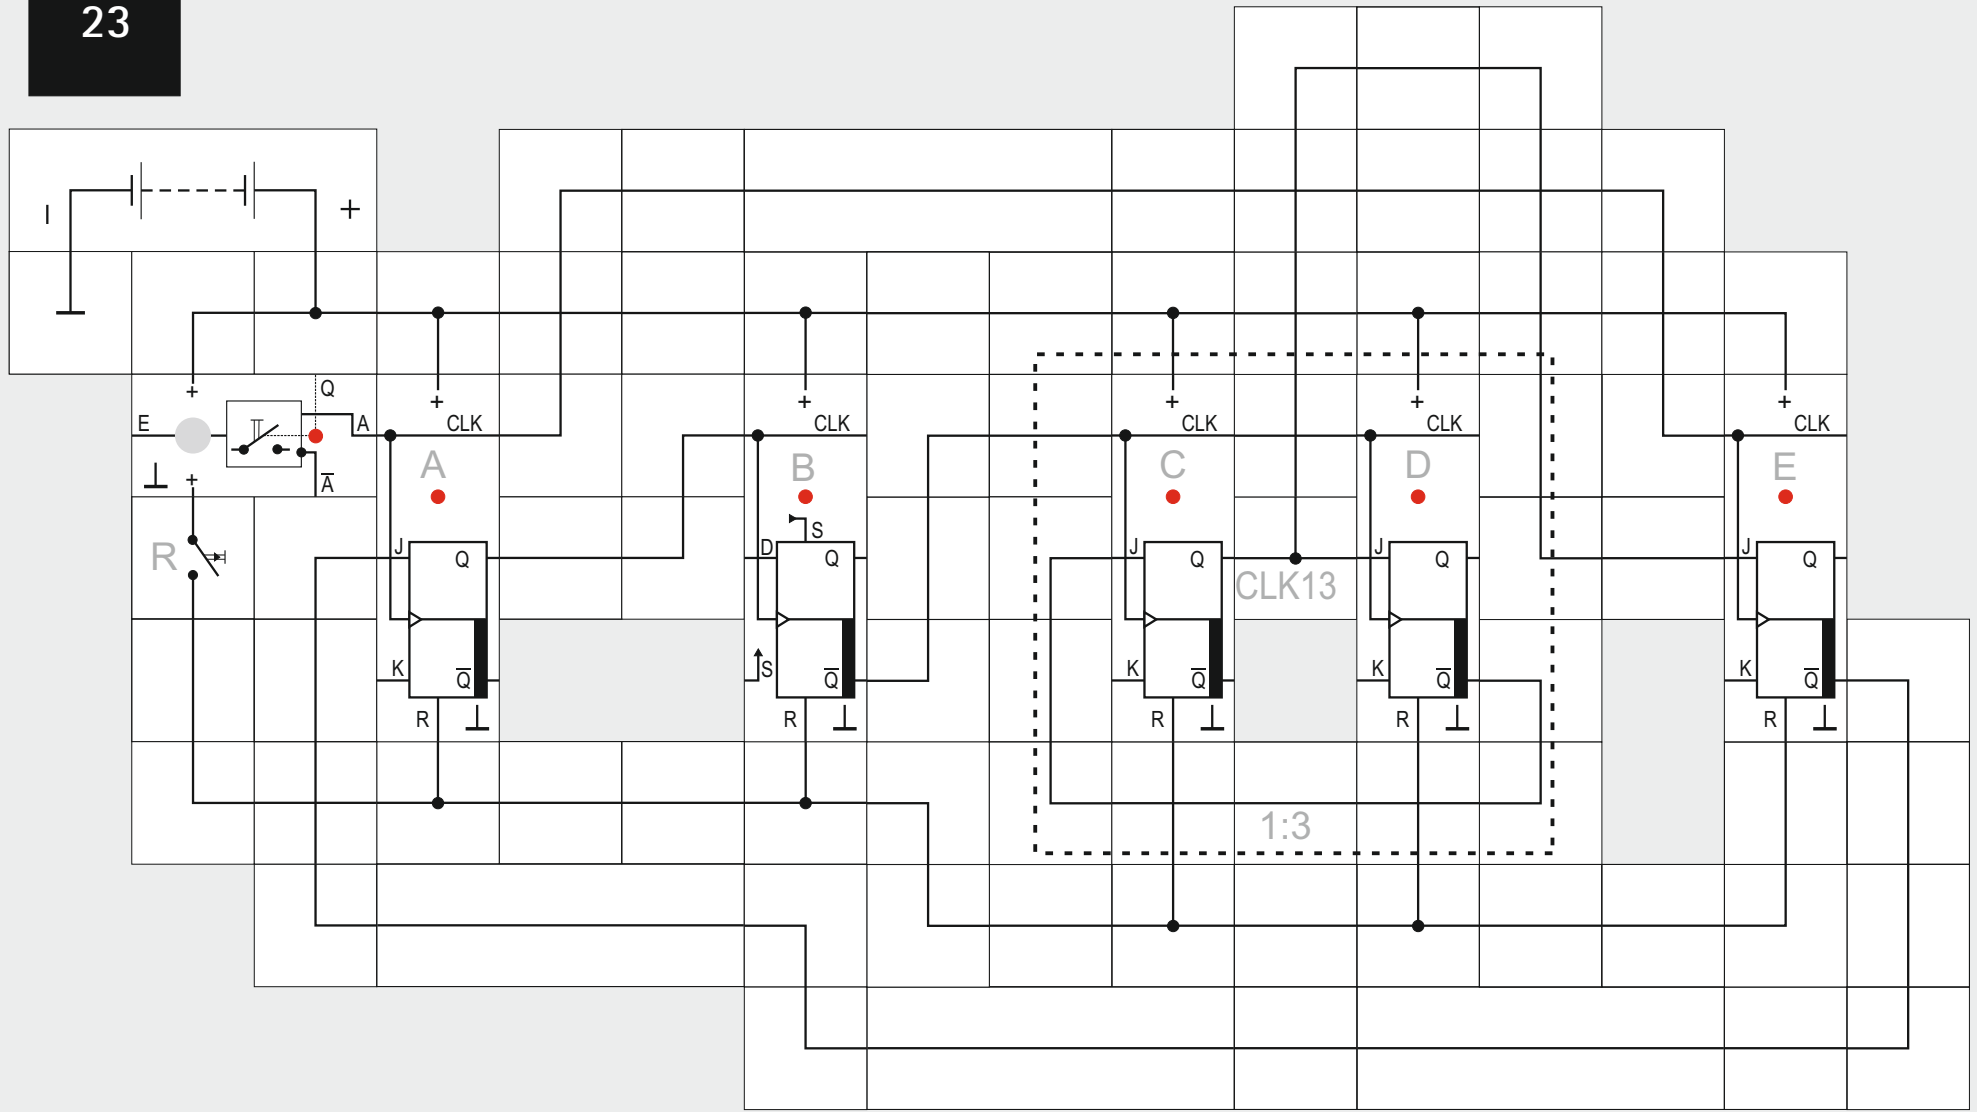 23
I +
+ Q + + + + +
E A CLK CLK CLK CLK CLK
A B C D E
⊥ + A̅
S
R J Q D Q J Q J Q J Q
CLK13
K Q̅ S Q̅ K Q̅ K Q̅ K Q̅
R ⊥ R ⊥ R ⊥ R ⊥ R ⊥
1:3